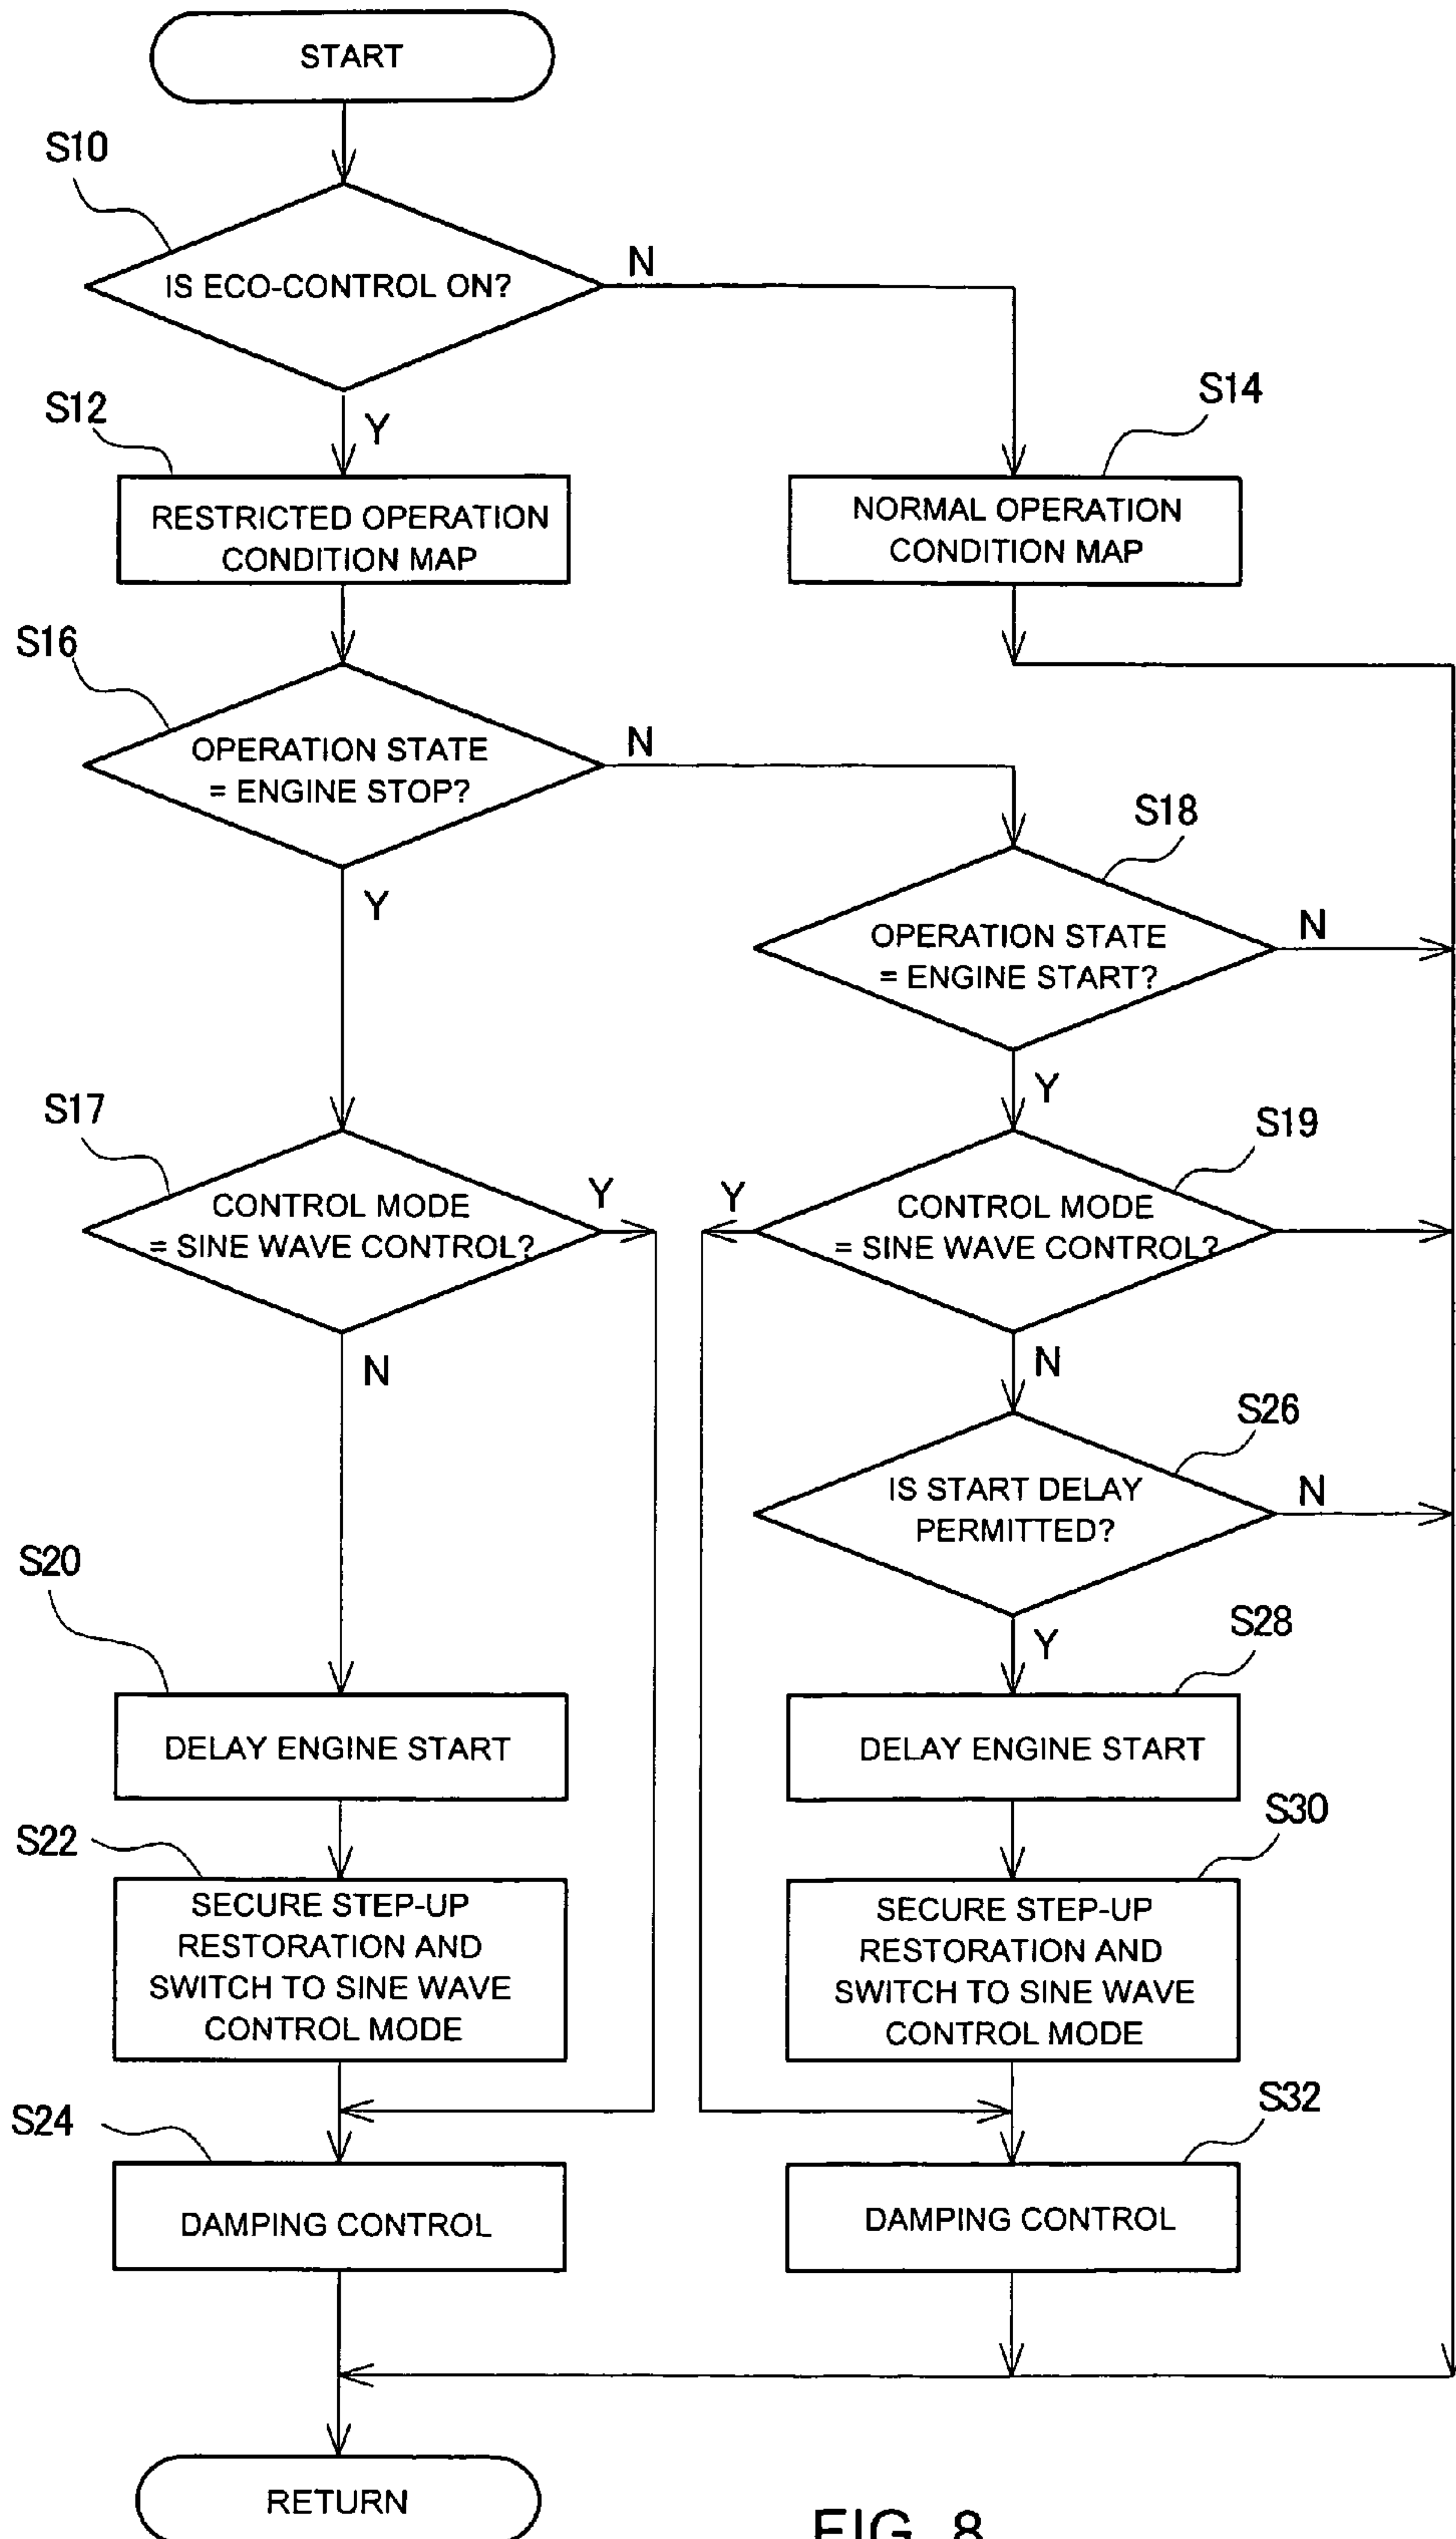 START
S10
IS ECO-CONTROL ON?
N
Y
S12
RESTRICTED OPERATION
CONDITION MAP
S14
NORMAL OPERATION
CONDITION MAP
S16
OPERATION STATE
= ENGINE STOP?
N
Y
S18
OPERATION STATE
= ENGINE START?
N
Y
S17
CONTROL MODE
= SINE WAVE CONTROL?
Y
N
S19
CONTROL MODE
= SINE WAVE CONTROL?
Y
N
S26
IS START DELAY
PERMITTED?
N
Y
S20
DELAY ENGINE START
S28
DELAY ENGINE START
S22
SECURE STEP-UP
RESTORATION AND
SWITCH TO SINE WAVE
CONTROL MODE
S30
SECURE STEP-UP
RESTORATION AND
SWITCH TO SINE WAVE
CONTROL MODE
S24
DAMPING CONTROL
S32
DAMPING CONTROL
RETURN
FIG. 8